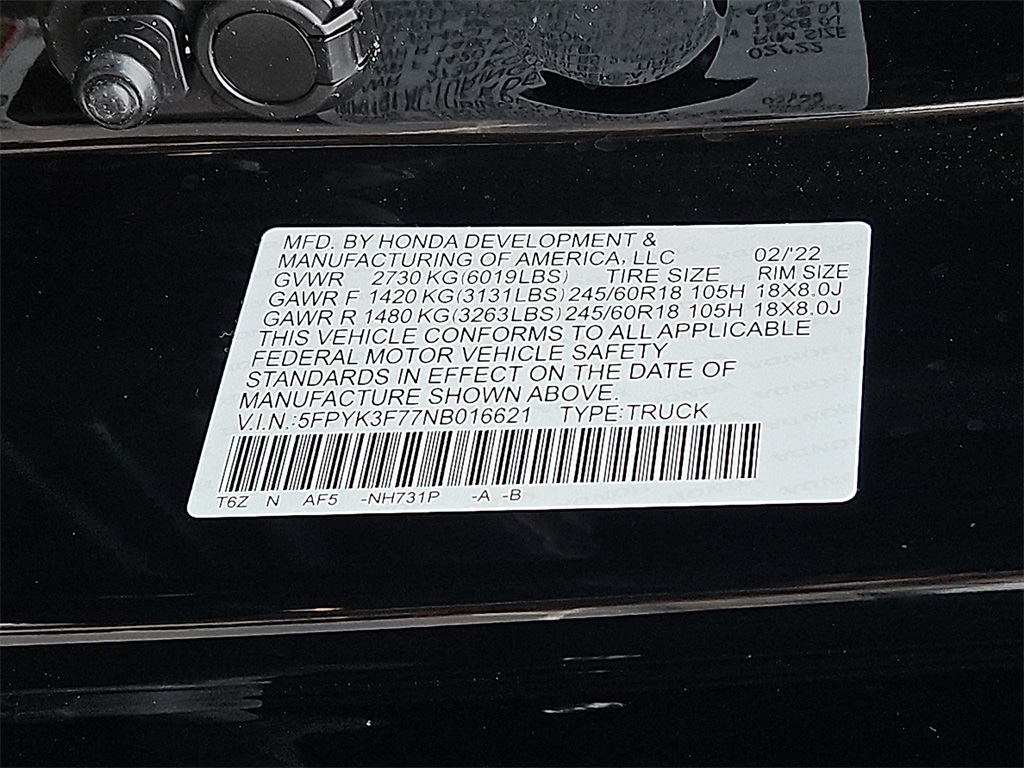 MFD. BY HONDA DEVELOPMENT &
MANUFACTURING OF AMERICA, LLC 02/'22
GVWR 2730 KG(6019LBS) TIRE SIZE RIM SIZE
GAWR F 1420 KG(3131LBS) 245/60R18 105H 18X8.0J
GAWR R 1480 KG(3263LBS) 245/60R18 105H 18X8.0J
THIS VEHICLE CONFORMS TO ALL APPLICABLE
FEDERAL MOTOR VEHICLE SAFETY
STANDARDS IN EFFECT ON THE DATE OF
MANUFACTURE SHOWN ABOVE.
V.I.N.:5FPYK3F77NB016621 TYPE:TRUCK
T6Z N AF5 -NH731P -A -B